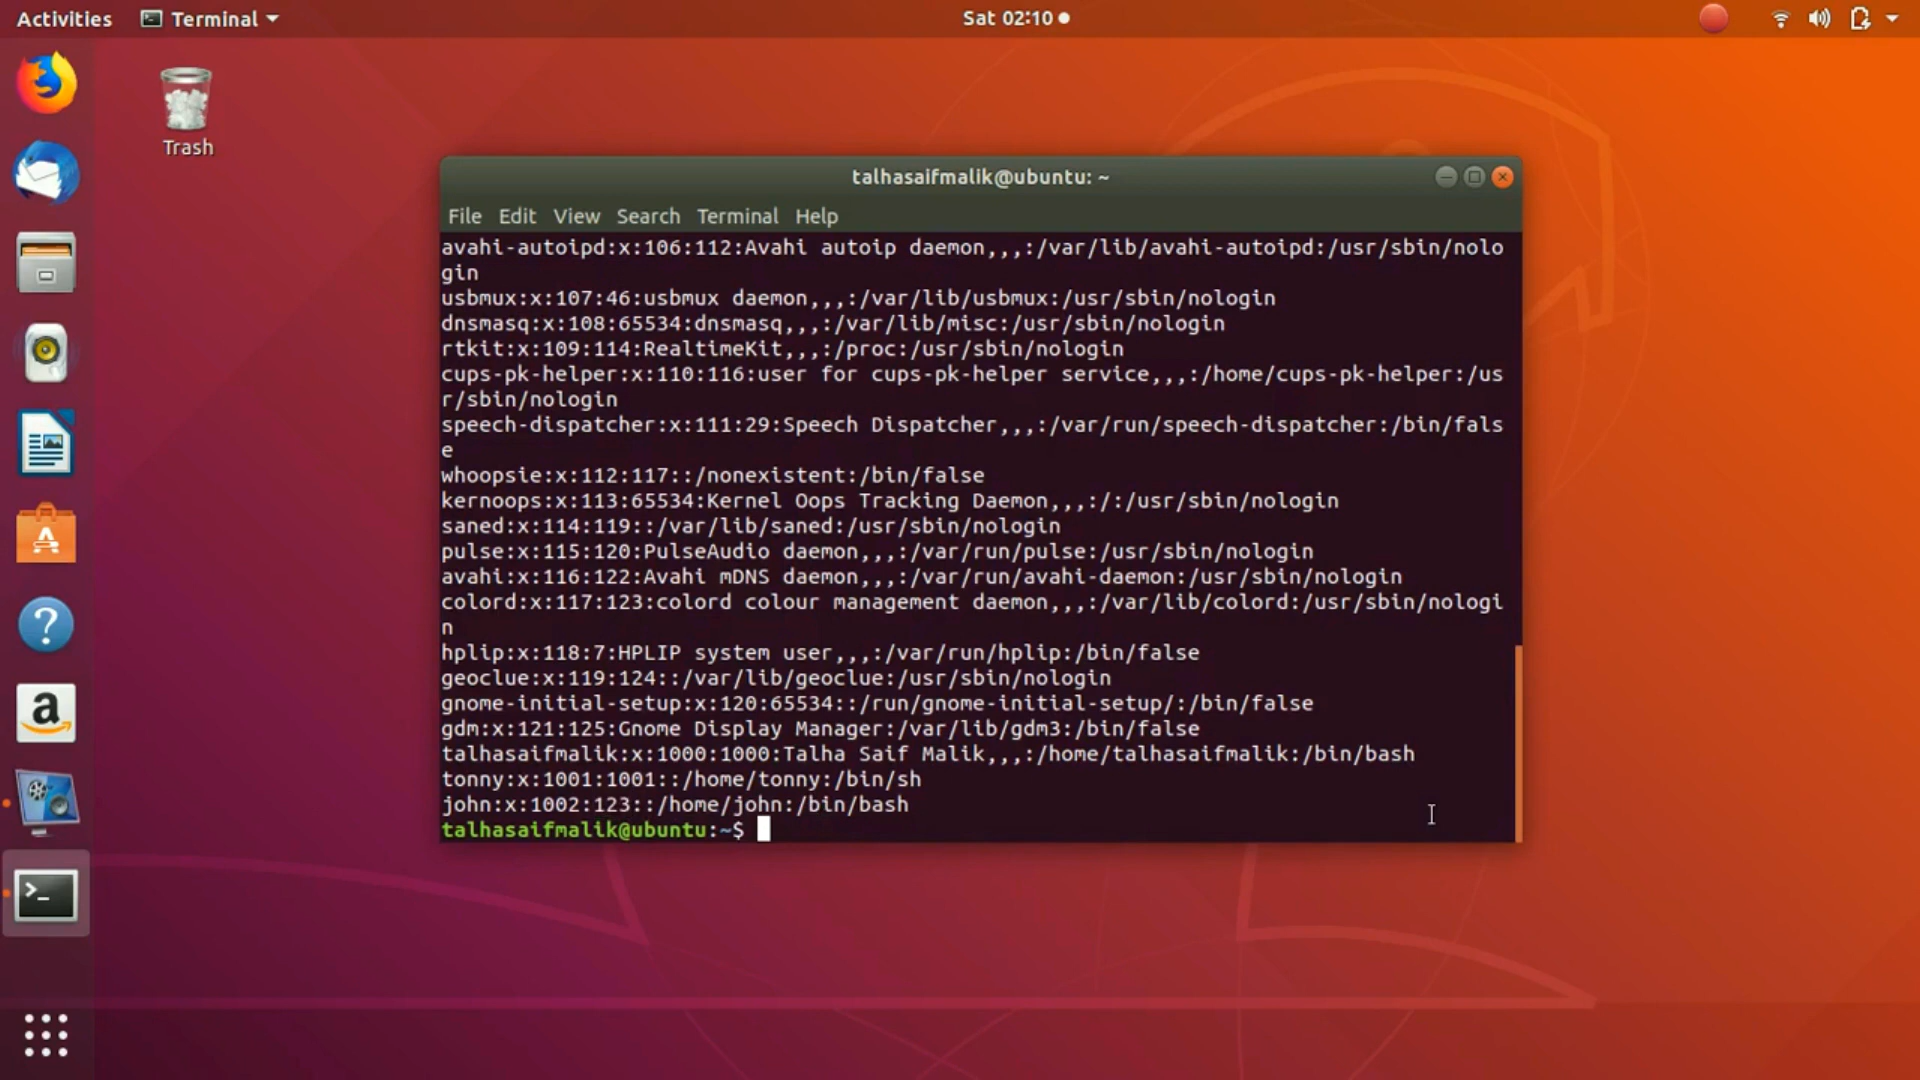 Activities
Terminal
Sat 02:10
Trash
talhasaifmalik@ubuntu: ~
File Edit View Search Terminal Help
avahi-autoipd:x:106:112:Avahi autoip daemon,,,:/var/lib/avahi-autoipd:/usr/sbin/nolo
gin
usbmux:x:107:46:usbmux daemon,,,:/var/lib/usbmux:/usr/sbin/nologin
dnsmasq:x:108:65534:dnsmasq,,,:/var/lib/misc:/usr/sbin/nologin
rtkit:x:109:114:RealtimeKit,,,:/proc:/usr/sbin/nologin
cups-pk-helper:x:110:116:user for cups-pk-helper service,,,:/home/cups-pk-helper:/us
r/sbin/nologin
speech-dispatcher:x:111:29:Speech Dispatcher,,,:/var/run/speech-dispatcher:/bin/fals
e
whoopsie:x:112:117::/nonexistent:/bin/false
kernoops:x:113:65534:Kernel Oops Tracking Daemon,,,:/:/usr/sbin/nologin
saned:x:114:119::/var/lib/saned:/usr/sbin/nologin
pulse:x:115:120:PulseAudio daemon,,,:/var/run/pulse:/usr/sbin/nologin
avahi:x:116:122:Avahi mDNS daemon,,,:/var/run/avahi-daemon:/usr/sbin/nologin
colord:x:117:123:colord colour management daemon,,,:/var/lib/colord:/usr/sbin/nologi
n
hplip:x:118:7:HPLIP system user,,,:/var/run/hplip:/bin/false
geoclue:x:119:124::/var/lib/geoclue:/usr/sbin/nologin
gnome-initial-setup:x:120:65534::/run/gnome-initial-setup/:/bin/false
gdm:x:121:125:Gnome Display Manager:/var/lib/gdm3:/bin/false
talhasaifmalik:x:1000:1000:Talha Saif Malik,,,:/home/talhasaifmalik:/bin/bash
tonny:x:1001:1001::/home/tonny:/bin/sh
john:x:1002:123::/home/john:/bin/bash
talhasaifmalik@ubuntu:~$